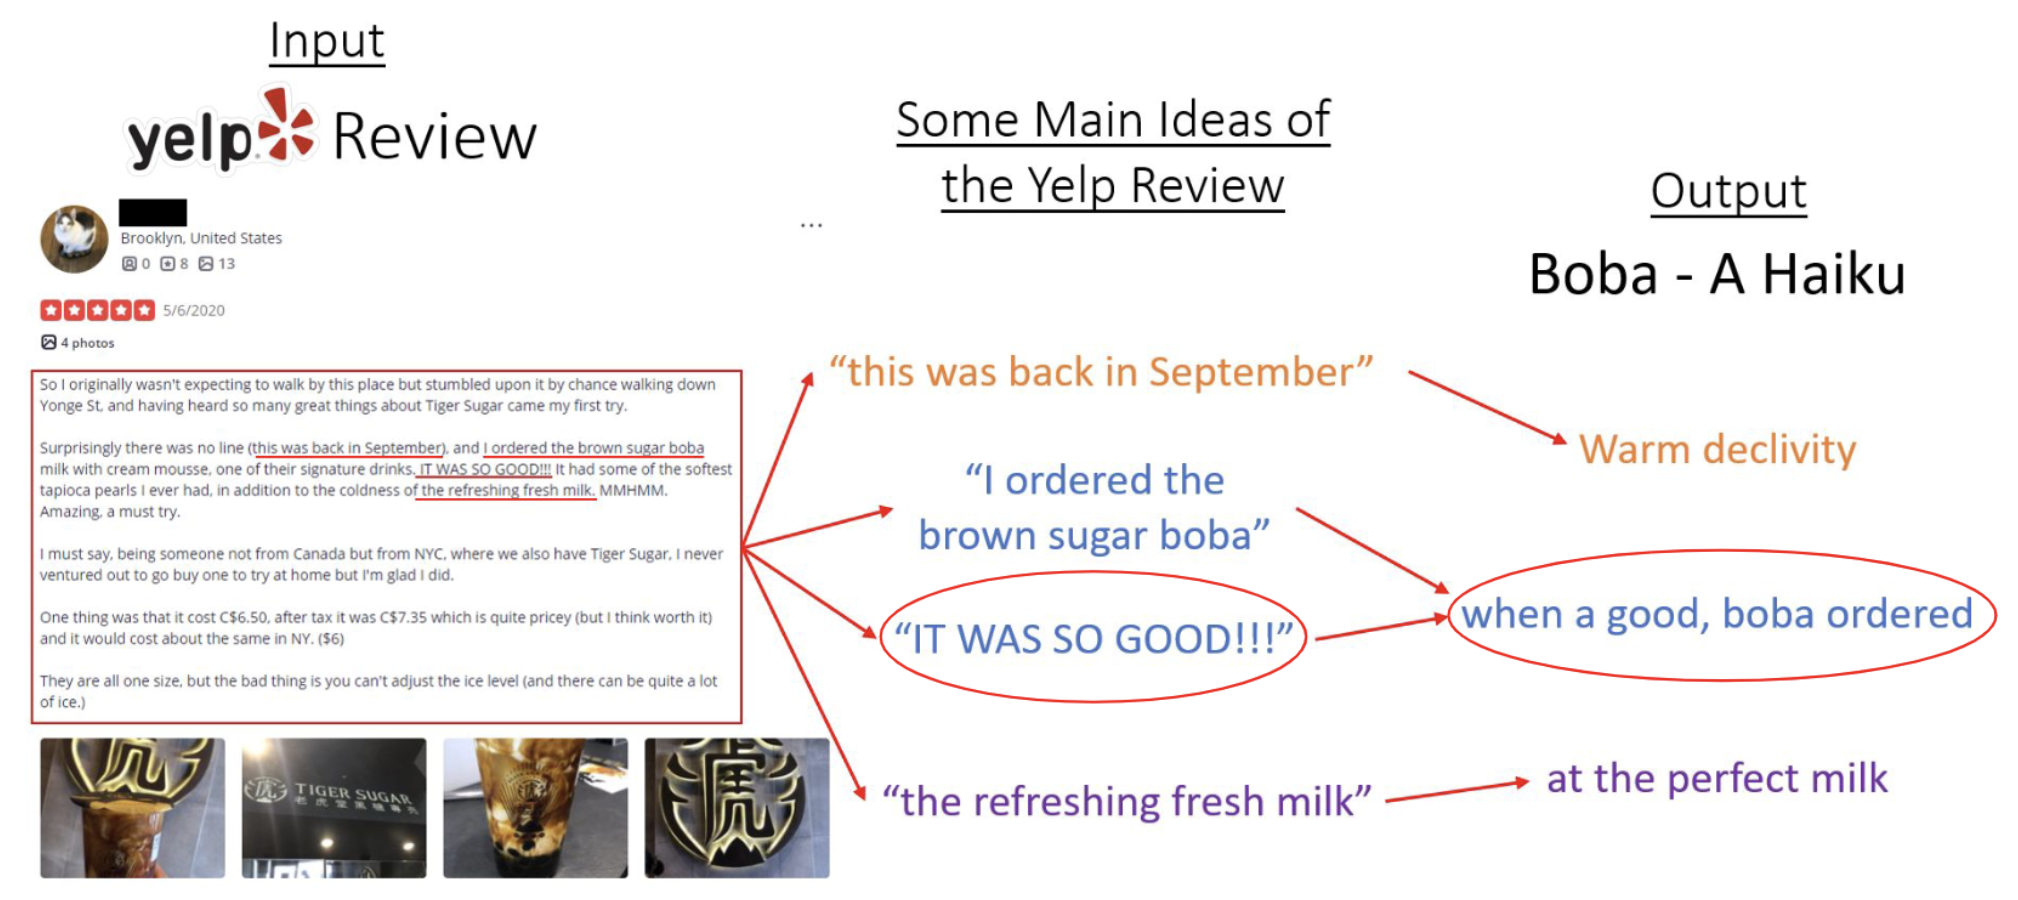 Input
yelp Review
Brooklyn, United States
0 8 13
5/6/2020
4 photos
So I originally wasn't expecting to walk by this place but stumbled upon it by chance walking down
Yonge St, and having heard so many great things about Tiger Sugar came my first try.
Surprisingly there was no line (this was back in September), and I ordered the brown sugar boba
milk with cream mousse, one of their signature drinks. IT WAS SO GOOD!!! It had some of the softest
tapioca pearls I ever had, in addition to the coldness of the refreshing fresh milk. MMHMM.
Amazing, a must try.
I must say, being someone not from Canada but from NYC, where we also have Tiger Sugar, I never
ventured out to go buy one to try at home but I'm glad I did.
One thing was that it cost C$6.50, after tax it was C$7.35 which is quite pricey (but I think worth it)
and it would cost about the same in NY. ($6)
They are all one size, but the bad thing is you can't adjust the ice level (and there can be quite a lot
of ice.)
虎
TIGER SUGAR
老虎堂黑糖專売
虎
...
Some Main Ideas of
the Yelp Review
“this was back in September”
“I ordered the
brown sugar boba”
“IT WAS SO GOOD!!!”
“the refreshing fresh milk”
Output
Boba - A Haiku
Warm declivity
when a good, boba ordered
at the perfect milk